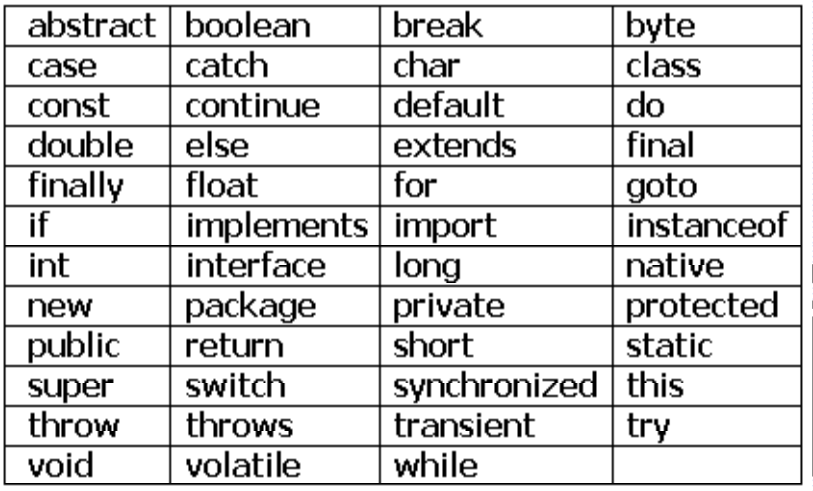 abstract boolean break byte
case catch char class
const continue default do
double else extends final
finally float for goto
if implements import instanceof
int interface long native
new package private protected
public return short static
super switch synchronized this
throw throws transient try
void volatile while